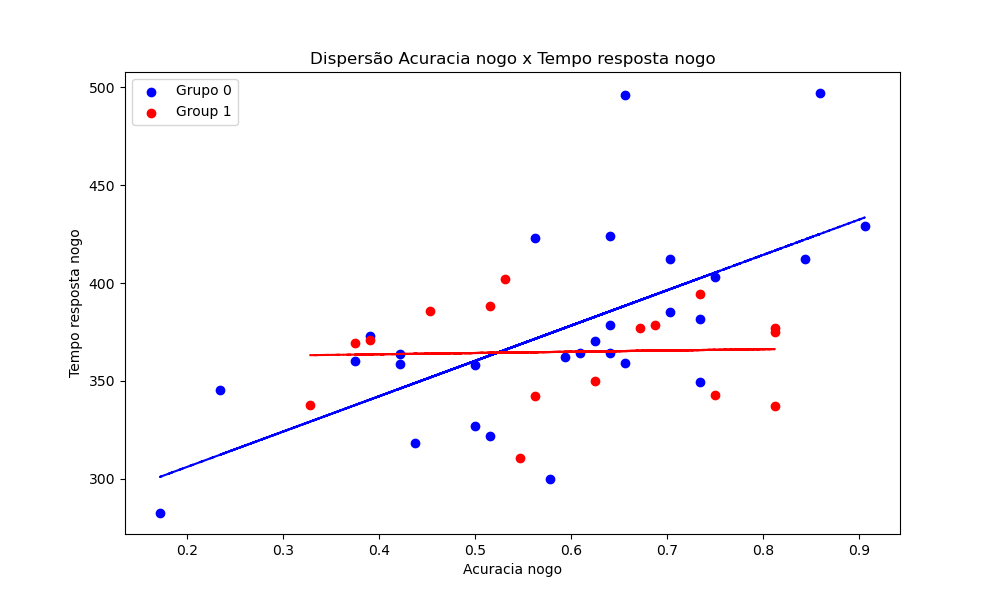 Dispersão Acuracia nogo x Tempo resposta nogo
Grupo 0
Group 1
500
450
400
350
300
Tempo resposta nogo
0.2 0.3 0.4 0.5 0.6 0.7 0.8 0.9
Acuracia nogo